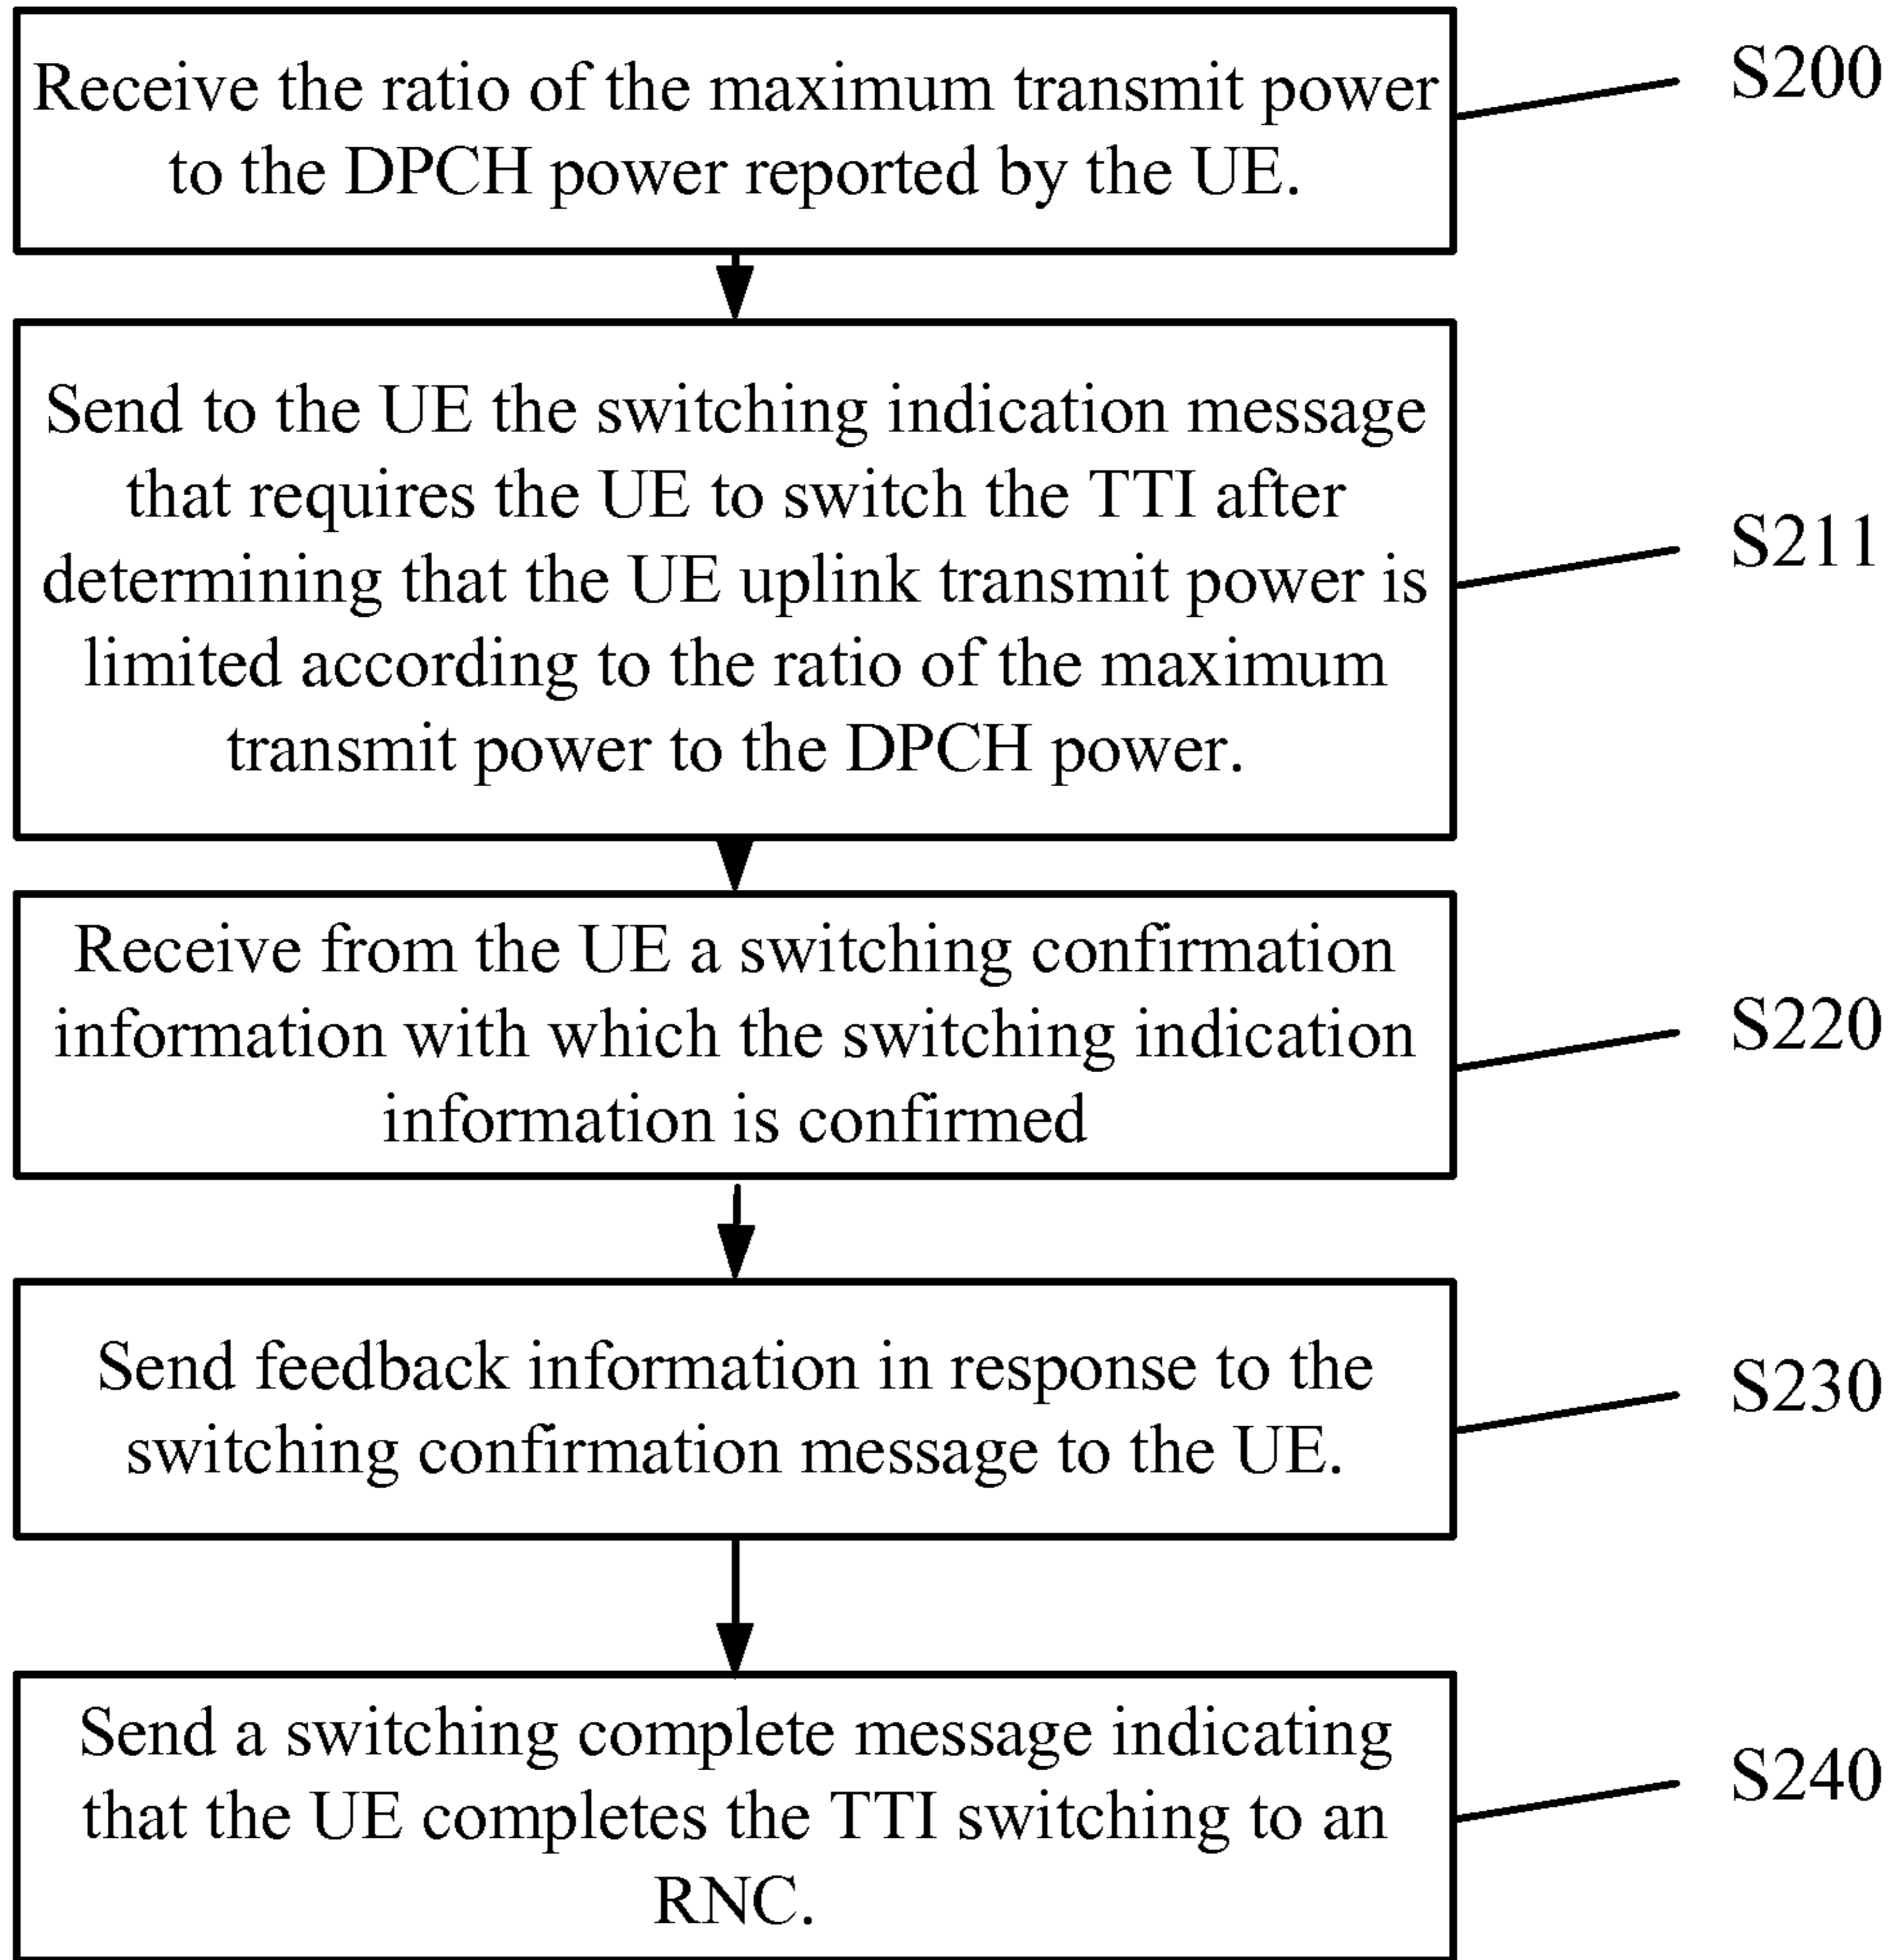 Receive the ratio of the maximum transmit power
to the DPCH power reported by the UE.
S200
Send to the UE the switching indication message
that requires the UE to switch the TTI after
determining that the UE uplink transmit power is
limited according to the ratio of the maximum
transmit power to the DPCH power.
S211
Receive from the UE a switching confirmation
information with which the switching indication
information is confirmed
S220
Send feedback information in response to the
switching confirmation message to the UE.
S230
Send a switching complete message indicating
that the UE completes the TTI switching to an
RNC.
S240